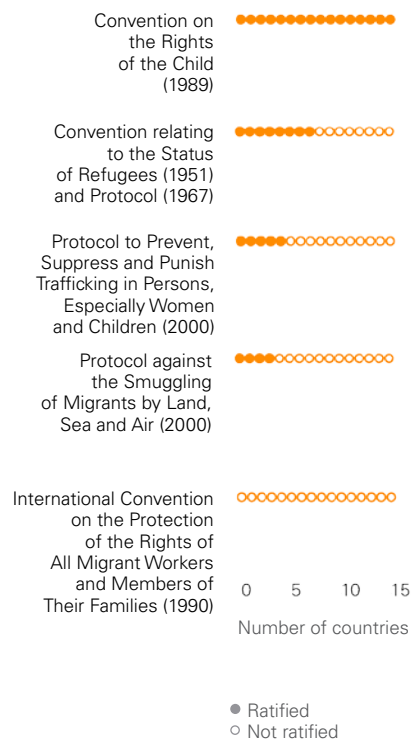 Convention on
the Rights
of the Child
(1989)
Convention relating
to the Status
of Refugees (1951)
and Protocol (1967)
Protocol to Prevent,
Suppress and Punish
Trafficking in Persons,
Especially Women
and Children (2000)
Protocol against
the Smuggling
of Migrants by Land,
Sea and Air (2000)
International Convention
on the Protection
of the Rights of
All Migrant Workers
and Members of
Their Families (1990)
0 5 10 15
Number of countries
Ratified
Not ratified